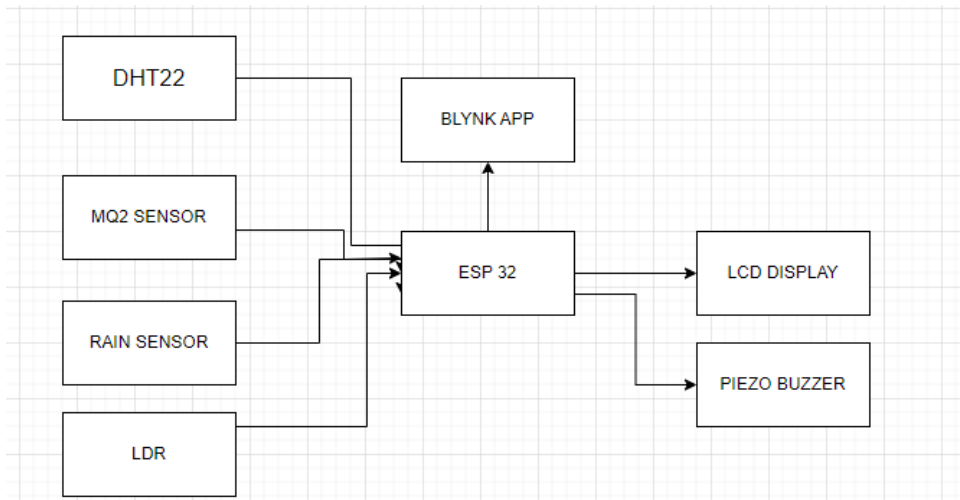 DHT22
BLYNK APP
MQ2 SENSOR
ESP 32
LCD DISPLAY
RAIN SENSOR
PIEZO BUZZER
LDR